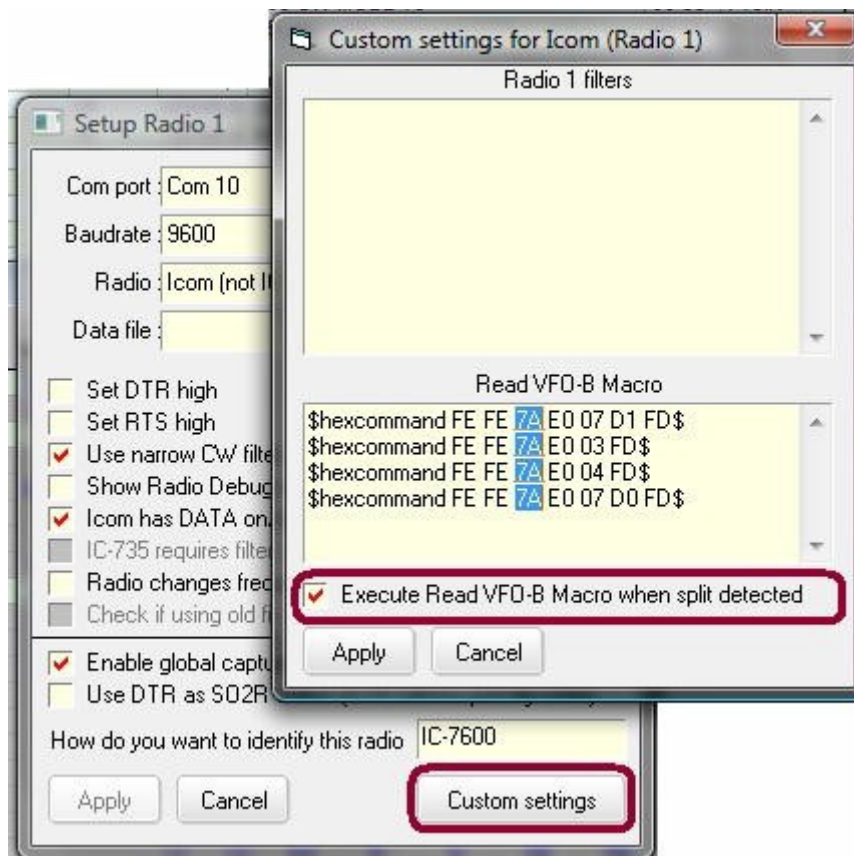 Custom settings for Icom (Radio 1)
Radio 1 filters
Read VFO-B Macro
$hexcommand FE FE 7A E0 07 D1 FD$
$hexcommand FE FE 7A E0 03 FD$
$hexcommand FE FE 7A E0 04 FD$
$hexcommand FE FE 7A E0 07 D0 FD$
Execute Read VFO-B Macro when split detected
Apply Cancel
Setup Radio 1
Com port : Com 10
Baudrate : 9600
Radio : Icom (not
Data file :
Set DTR high
Set RTS high
Use narrow CW
Show Radio Debug
Icom has DATA on
IC-735 requires
Radio changes
Check if using old
Enable global
Use DTR as SO2R
How do you want to identify this radio IC-7600
Apply Cancel Custom settings